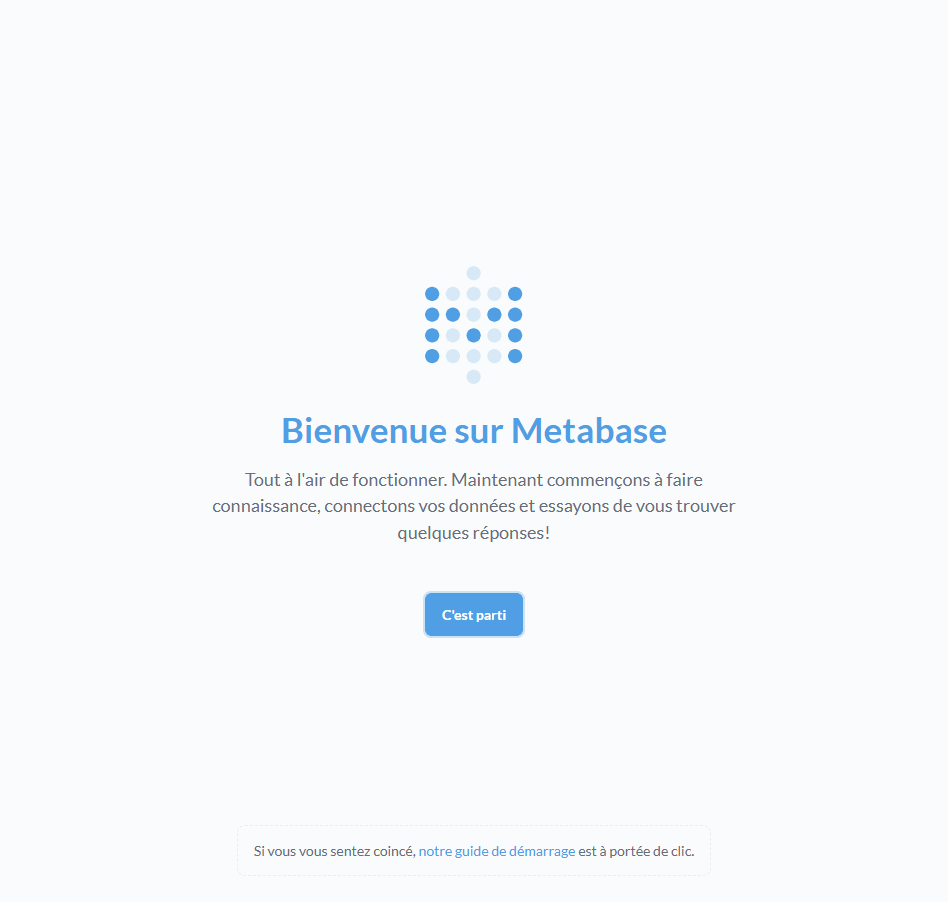 Bienvenue sur Metabase
Tout à l'air de fonctionner. Maintenant commençons à faire
connaissance, connectons vos données et essayons de vous trouver
quelques réponses!
C'est parti
Si vous vous sentez coincé, notre guide de démarrage est à portée de clic.